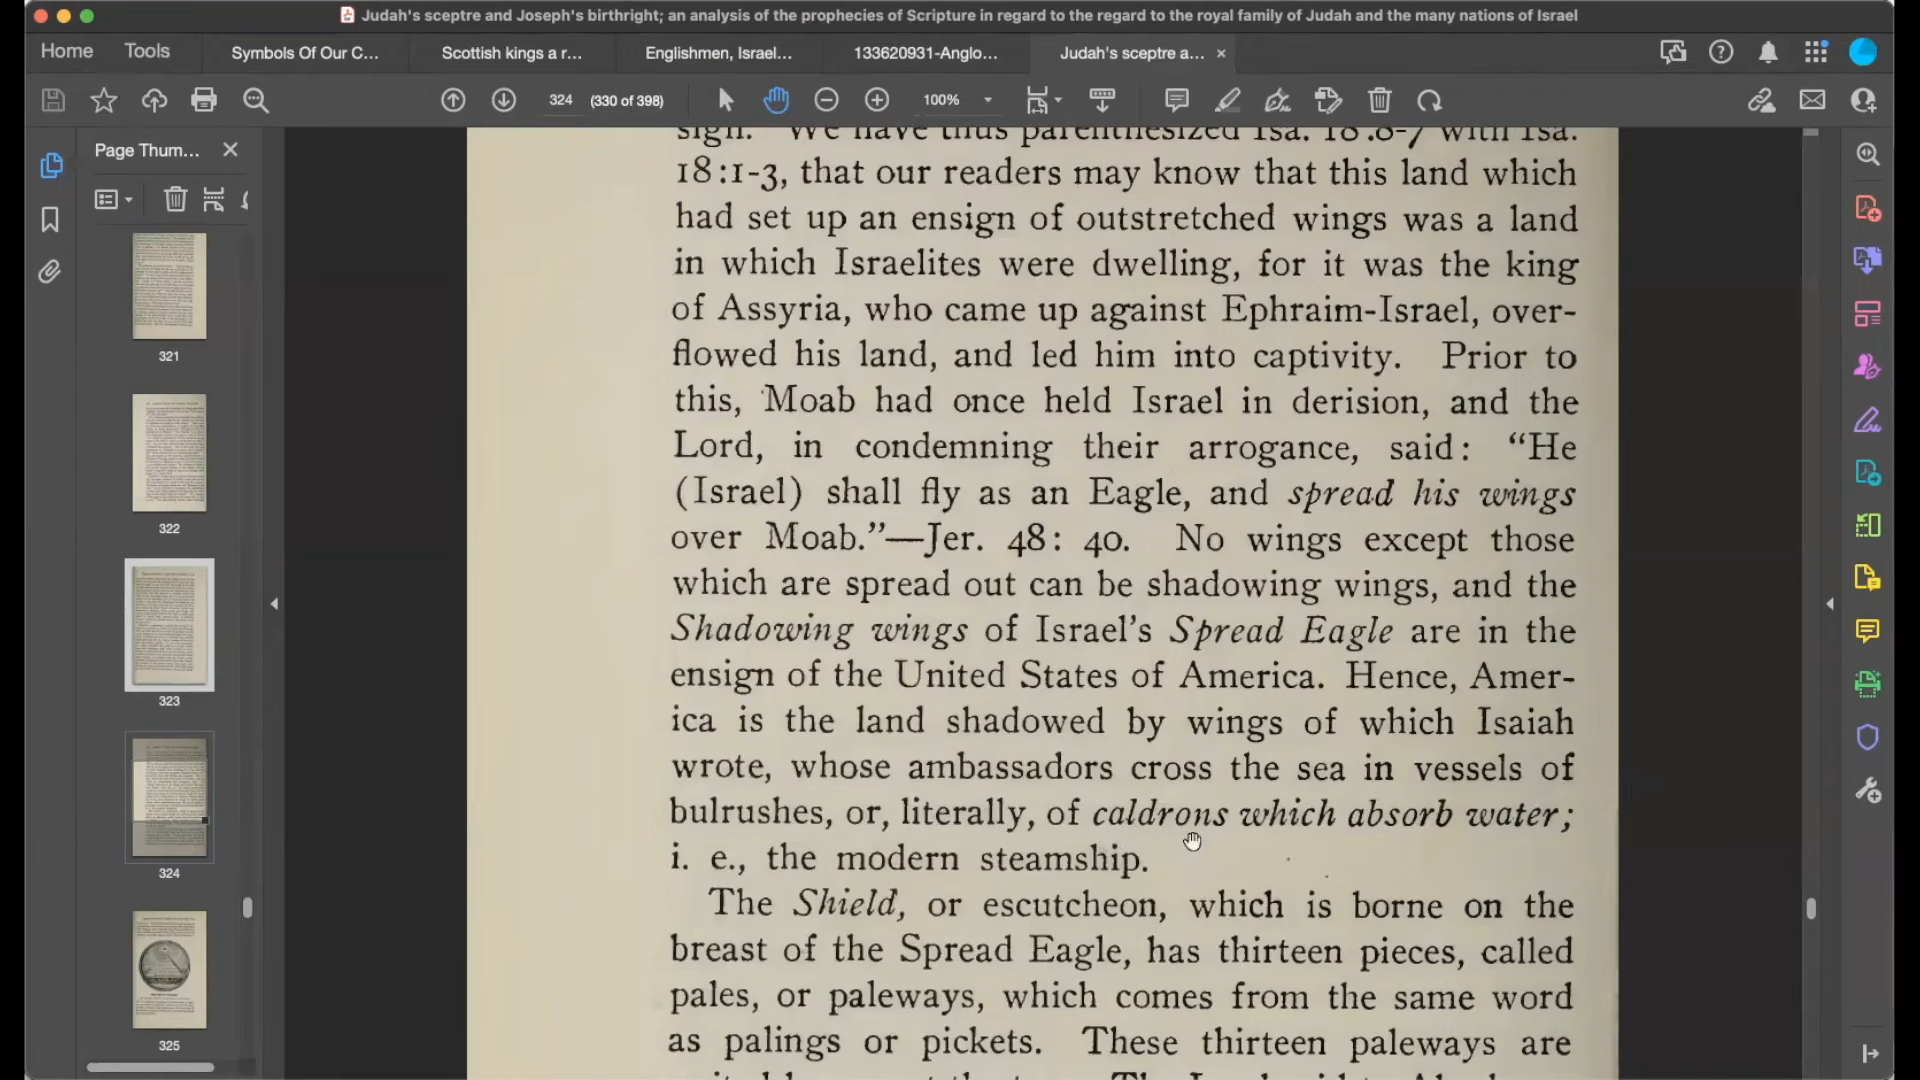 Judah's sceptre and Joseph's birthright; an analysis of the prophecies of Scripture in regard to the regard to the royal family of Judah and the many nations of Israel
Home
Tools
Symbols Of Our C...
Scottish kings a r...
Englishmen, Israel...
133620931-Anglo...
Judah's sceptre a...
324
(330 of 398)
100%
Page Thum...
321
322
323
324
325
18:1-3, that our readers may know that this land which
had set up an ensign of outstretched wings was a land
in which Israelites were dwelling, for it was the king
of Assyria, who came up against Ephraim-Israel, over-
flowed his land, and led him into captivity. Prior to
this, Moab had once held Israel in derision, and the
Lord, in condemning their arrogance, said: “He
(Israel) shall fly as an Eagle, and spread his wings
over Moab.”—Jer. 48: 40. No wings except those
which are spread out can be shadowing wings, and the
Shadowing wings of Israel's Spread Eagle are in the
ensign of the United States of America. Hence, Amer-
ica is the land shadowed by wings of which Isaiah
wrote, whose ambassadors cross the sea in vessels of
bulrushes, or, literally, of caldrons which absorb water;
i. e., the modern steamship.
The Shield, or escutcheon, which is borne on the
breast of the Spread Eagle, has thirteen pieces, called
pales, or paleways, which comes from the same word
as palings or pickets. These thirteen paleways are